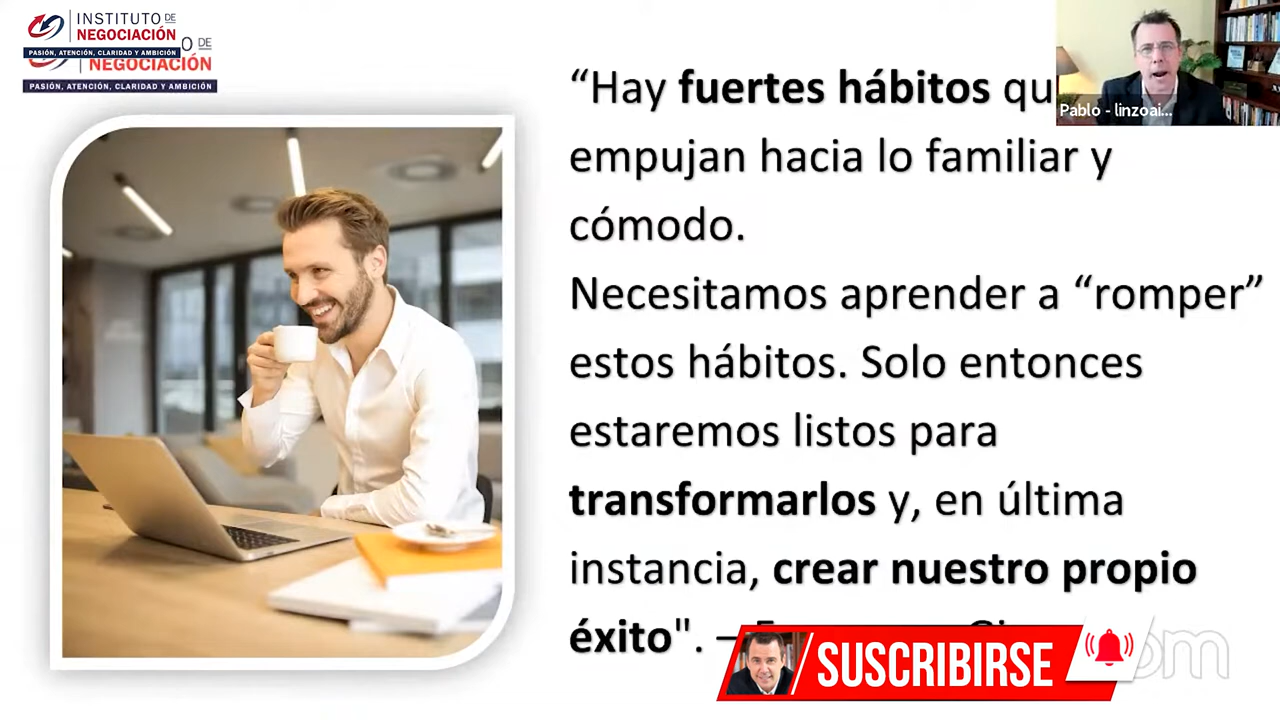 INSTITUTO DE
NEGOCIACIÓN
PASIÓN, ATENCIÓN, CLARIDAD Y AMBICIÓN
O DE
NEGOCIACIÓN
PASIÓN, ATENCIÓN, CLARIDAD Y AMBICIÓN
“Hay fuertes hábitos
Pablo - linzoai...
empujan hacia lo familiar y
cómodo.
Necesitamos aprender a “romper”
estos hábitos. Solo entonces
estaremos listos para
transformarlos y, en última
instancia, crear nuestro propio
éxito". –
SUSCRIBIRSE